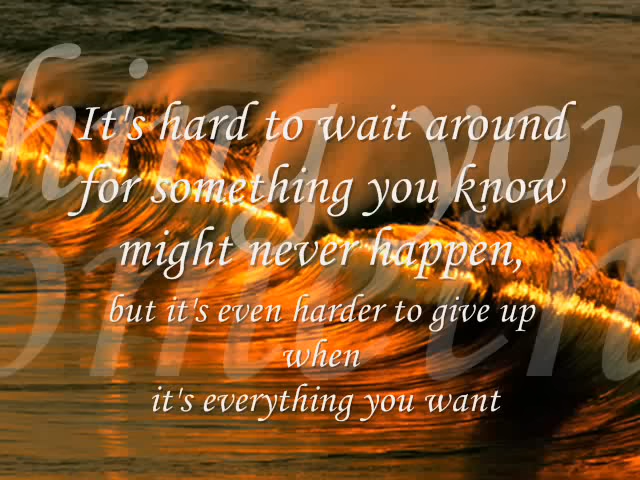 It's hard to wait around
for something you know
might never happen,
but it's even harder to give up
when
it's everything you want